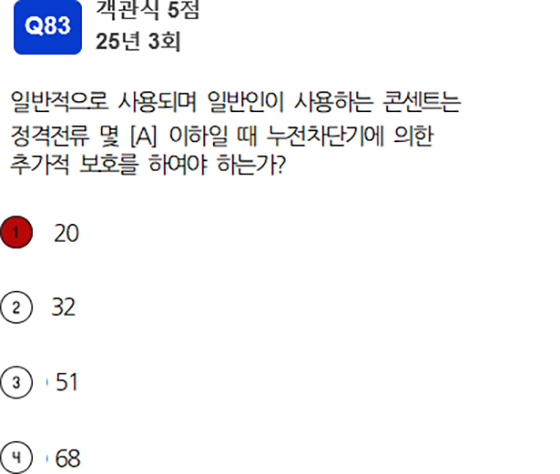 Q83
객관식 5점
25년 3회
일반적으로 사용되며 일반인이 사용하는 콘센트는
정격전류 몇 [A] 이하일 때 누전차단기에 의한
추가적 보호를 하여야 하는가?
1 20
2 32
3 51
4 68